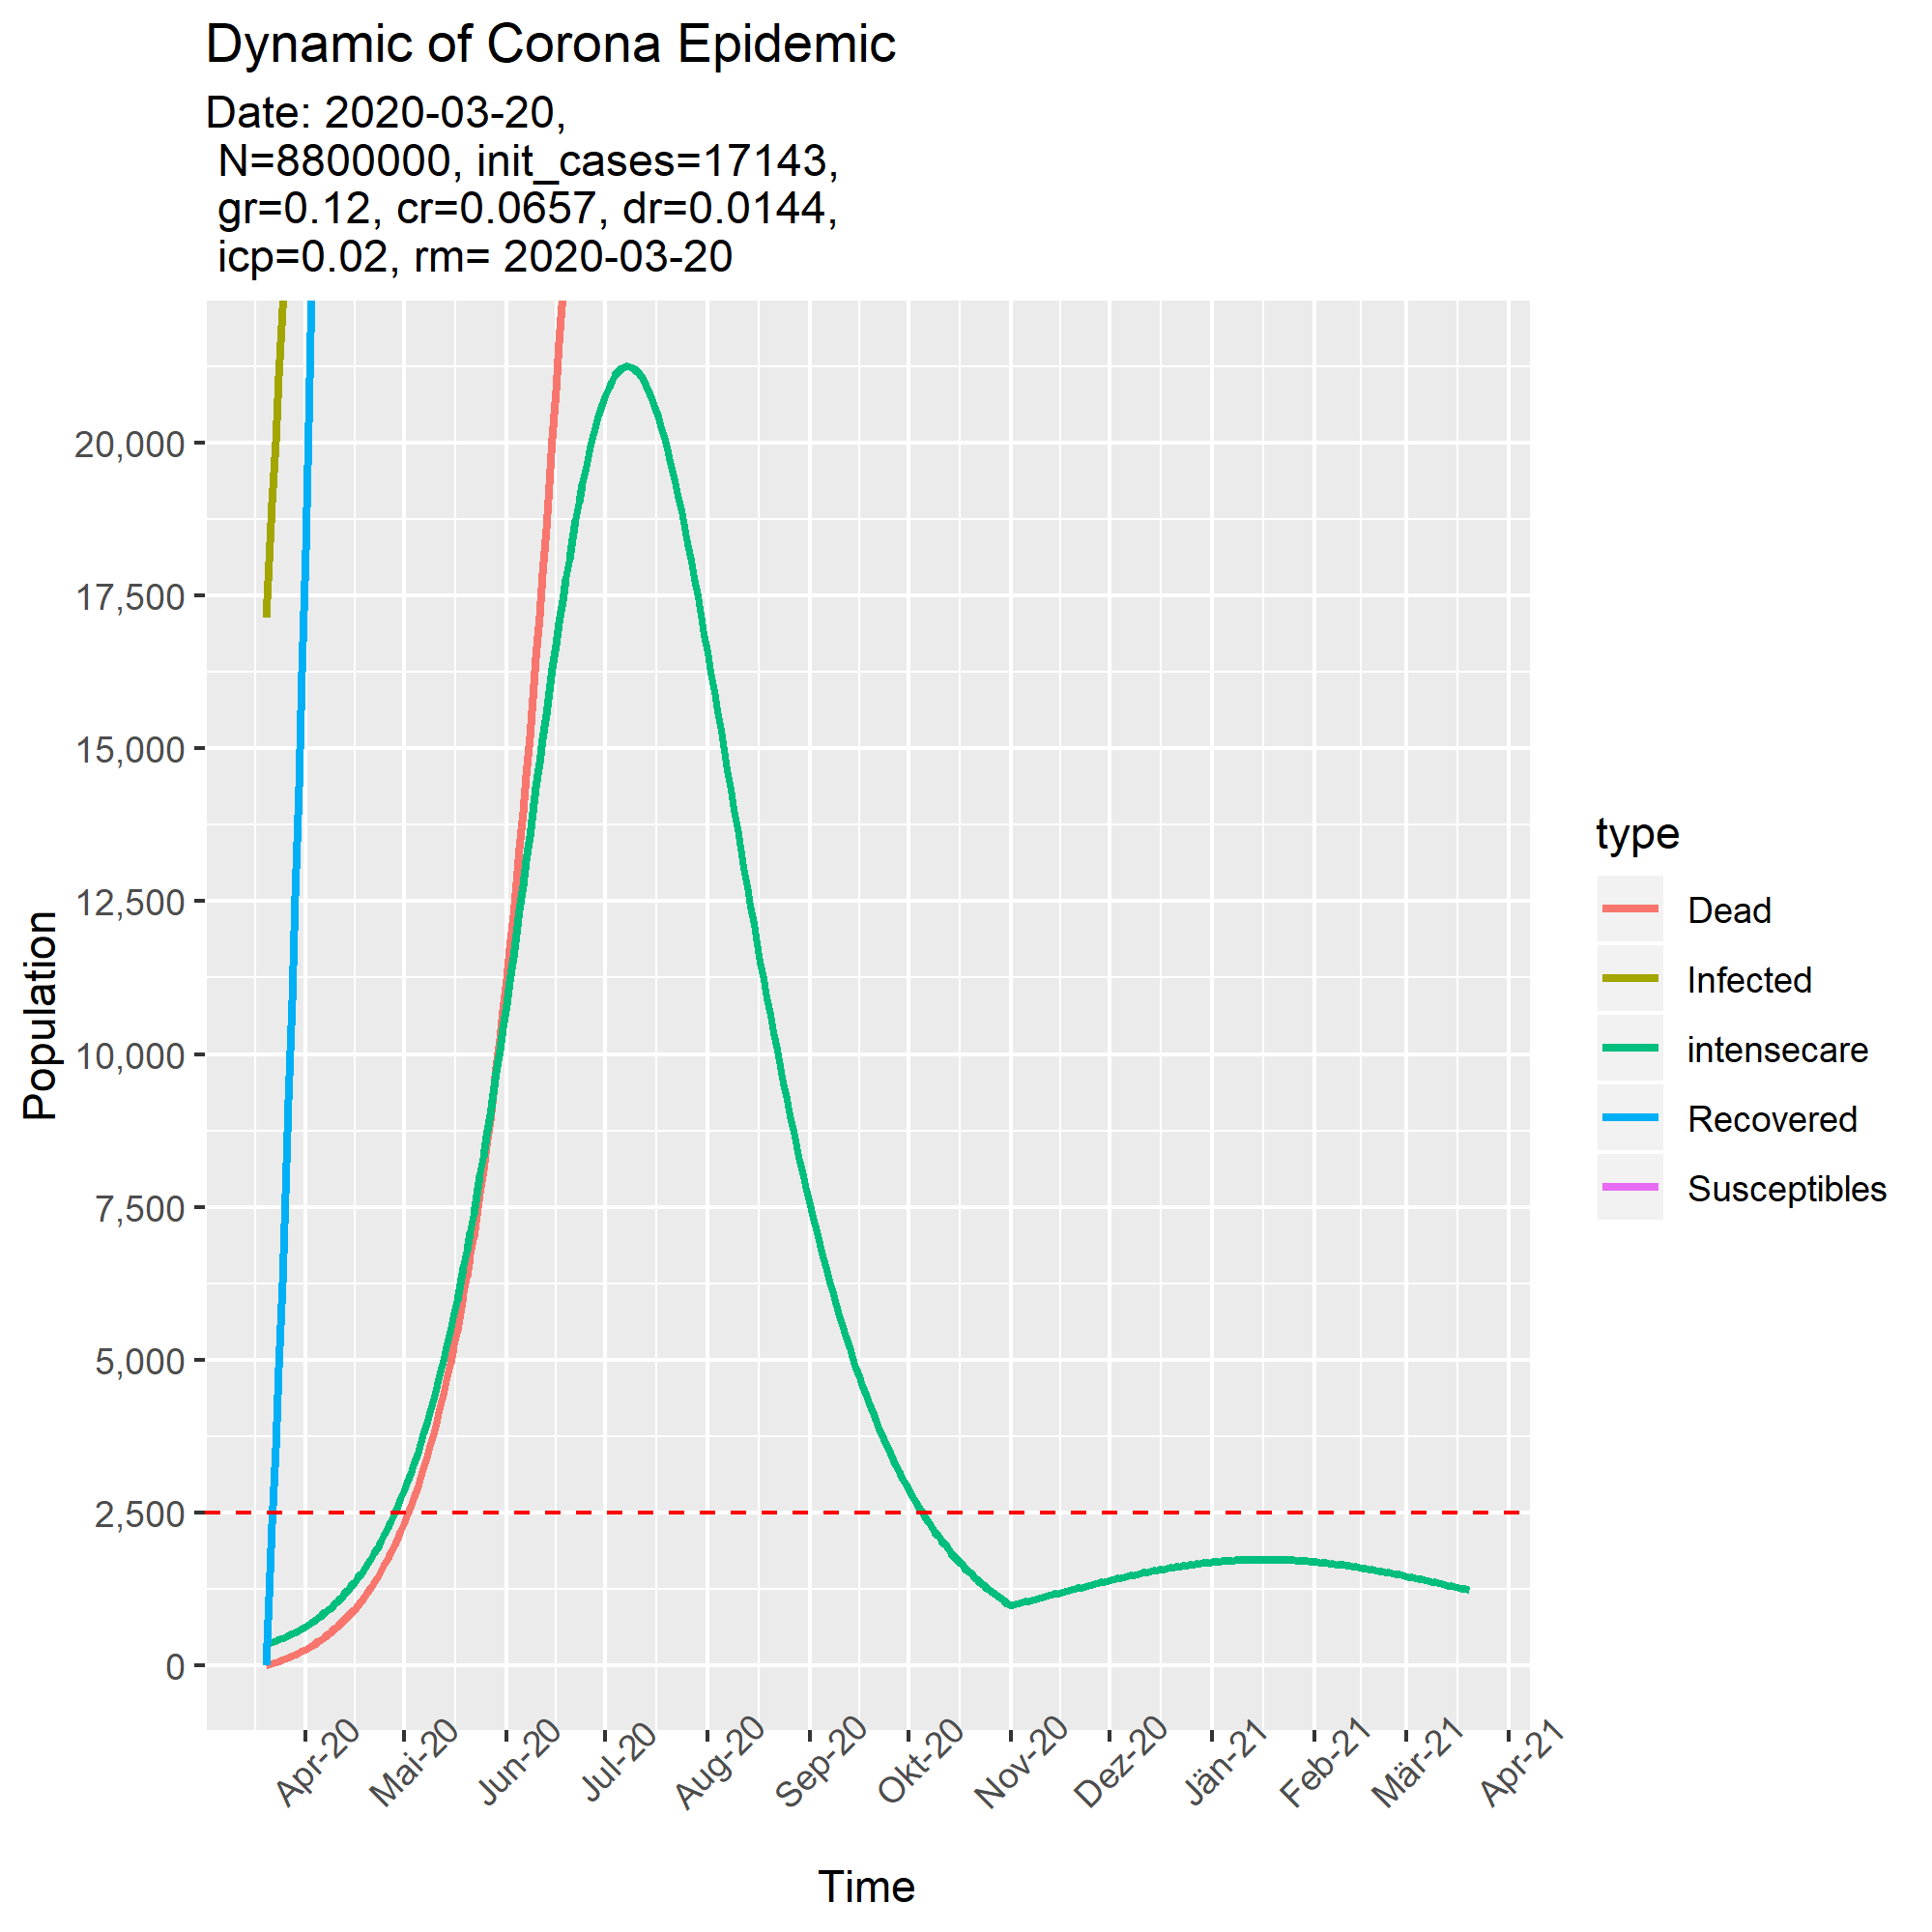 Dynamic of Corona Epidemic
Date: 2020-03-20,
N=8800000, init_cases=17143,
gr=0.12, cr=0.0657, dr=0.0144,
icp=0.02, rm= 2020-03-20
20,000
17,500
15,000
12,500
10,000
7,500
5,000
2,500
0
Population
Apr-20
Mai-20
Jun-20
Jul-20
Aug-20
Sep-20
Okt-20
Nov-20
Dez-20
Jän-21
Feb-21
Mär-21
Apr-21
Time
type
Dead
Infected
intensecare
Recovered
Susceptibles